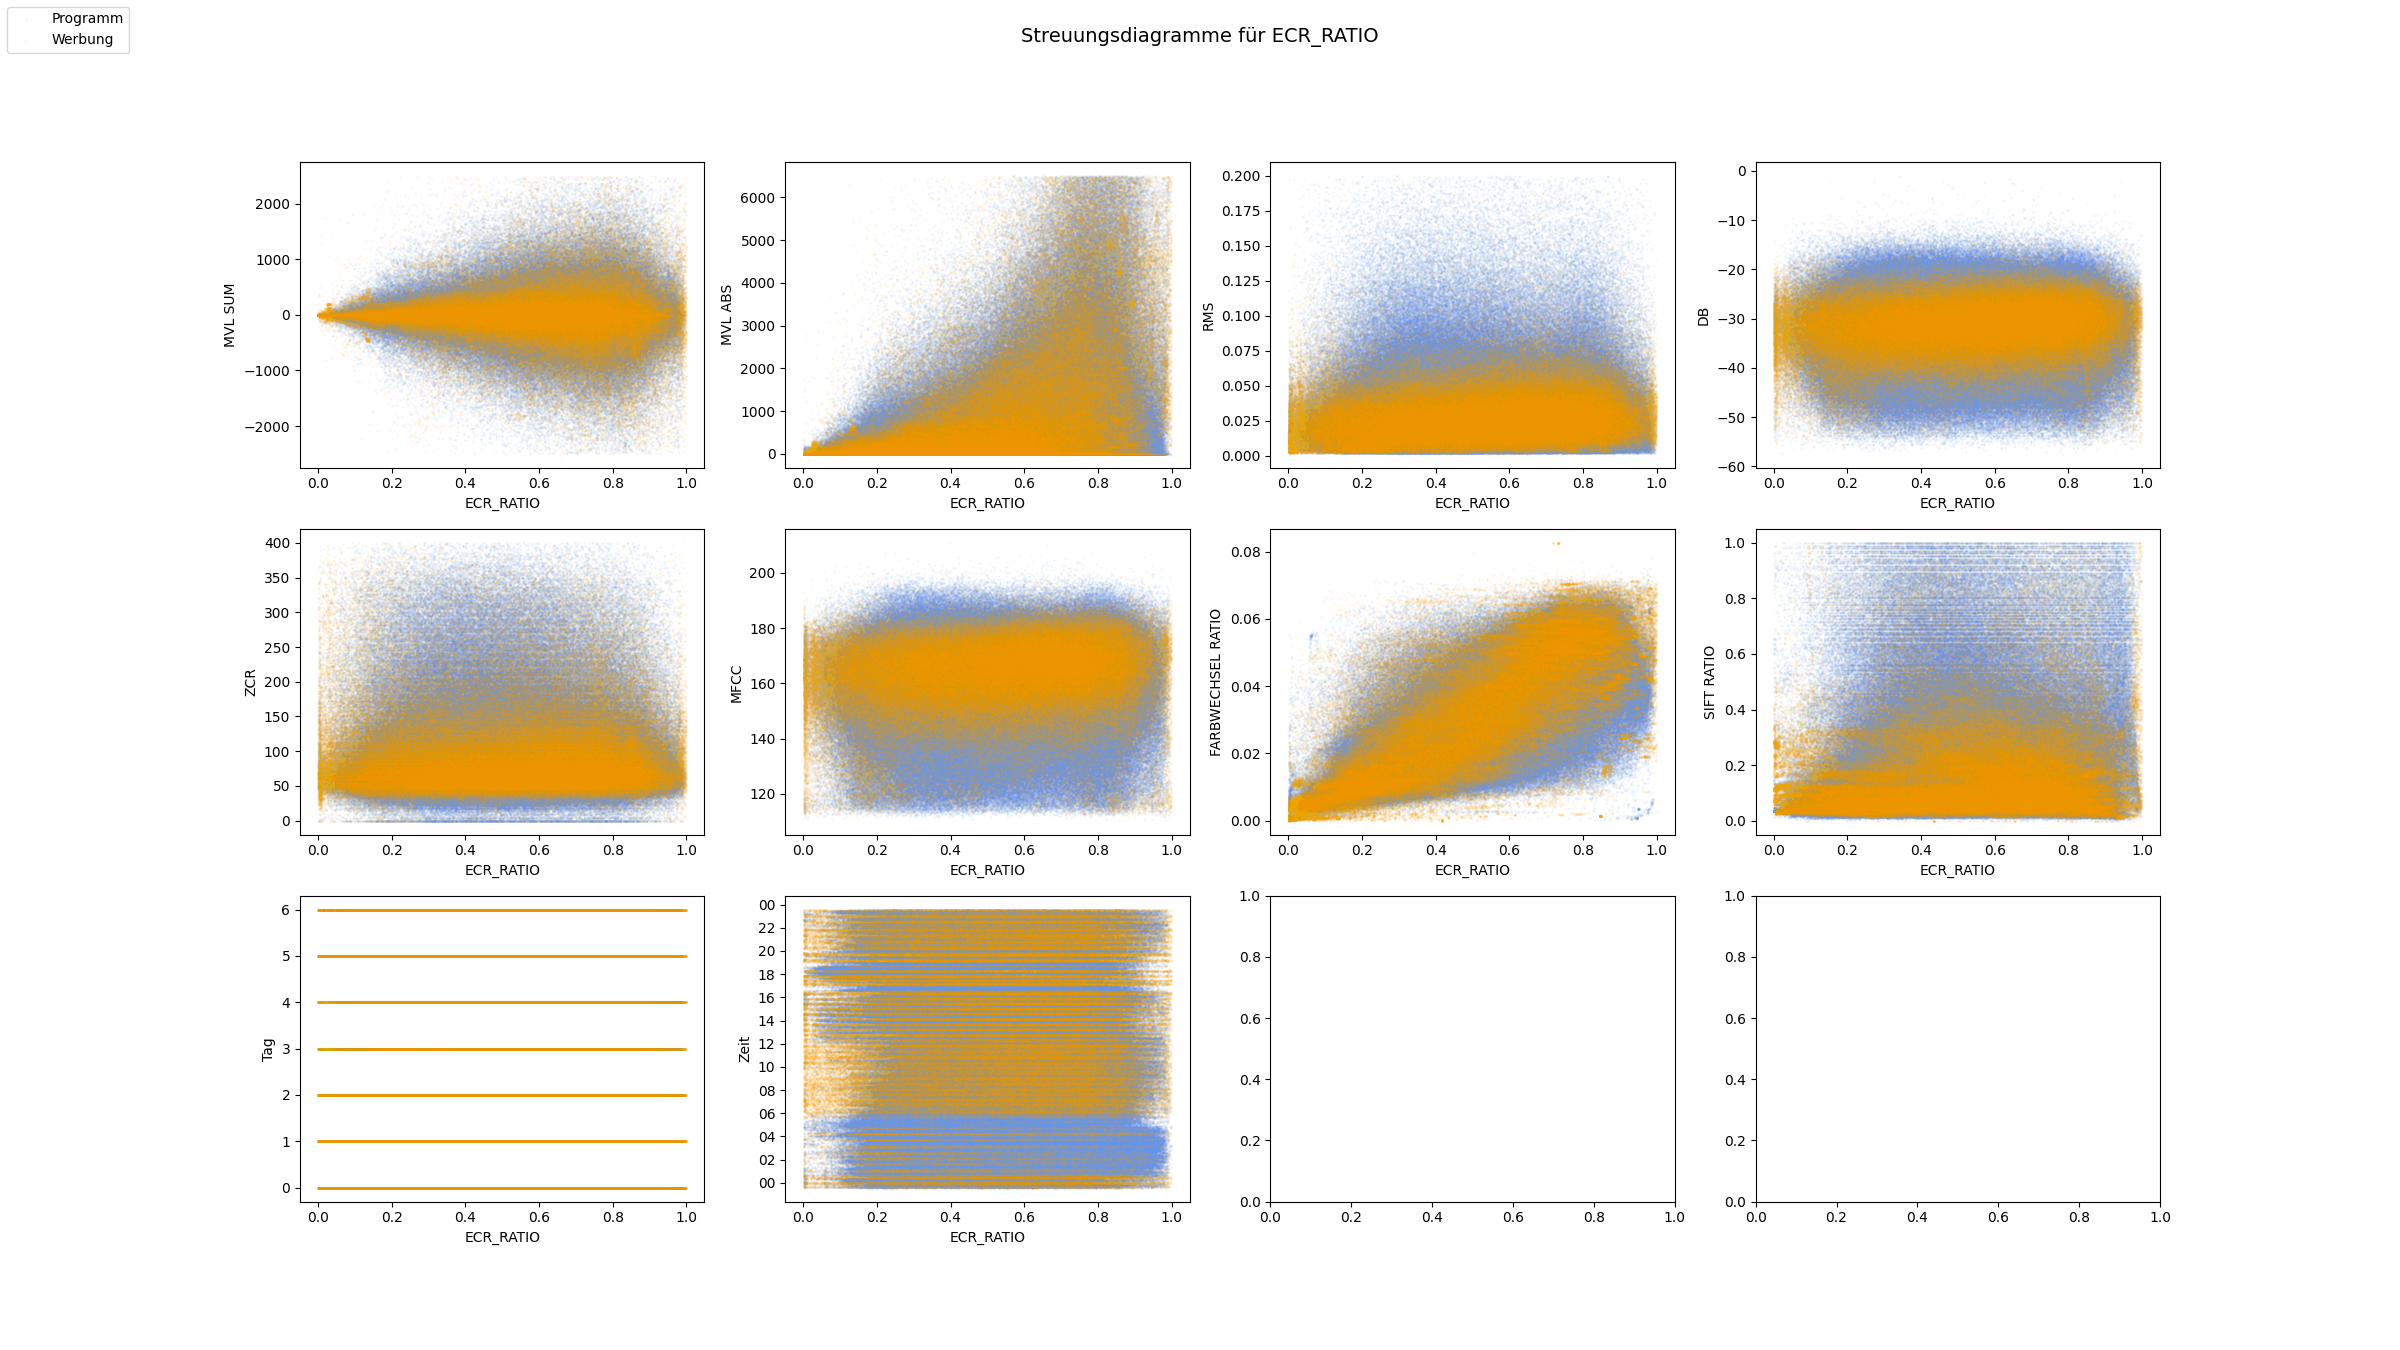 Programm
Werbung
Streuungsdiagramme für ECR_RATIO
MVL SUM
2000
1000
0
−1000
−2000
0.0 0.2 0.4 0.6 0.8 1.0
ECR_RATIO
MVL ABS
6000
5000
4000
3000
2000
1000
0
0.0 0.2 0.4 0.6 0.8 1.0
ECR_RATIO
RMS
0.200
0.175
0.150
0.125
0.100
0.075
0.050
0.025
0.000
0.0 0.2 0.4 0.6 0.8 1.0
ECR_RATIO
DB
0
−10
−20
−30
−40
−50
−60
0.0 0.2 0.4 0.6 0.8 1.0
ECR_RATIO
ZCR
400
350
300
250
200
150
100
50
0
0.0 0.2 0.4 0.6 0.8 1.0
ECR_RATIO
MFCC
200
180
160
140
120
0.0 0.2 0.4 0.6 0.8 1.0
ECR_RATIO
FARBWECHSEL RATIO
0.08
0.06
0.04
0.02
0.00
0.0 0.2 0.4 0.6 0.8 1.0
ECR_RATIO
SIFT RATIO
1.0
0.8
0.6
0.4
0.2
0.0
0.0 0.2 0.4 0.6 0.8 1.0
ECR_RATIO
Tag
6
5
4
3
2
1
0
0.0 0.2 0.4 0.6 0.8 1.0
ECR_RATIO
Zeit
00
22
20
18
16
14
12
10
08
06
04
02
00
0.0 0.2 0.4 0.6 0.8 1.0
ECR_RATIO
1.0
0.8
0.6
0.4
0.2
0.0
0.0 0.2 0.4 0.6 0.8 1.0
1.0
0.8
0.6
0.4
0.2
0.0
0.0 0.2 0.4 0.6 0.8 1.0